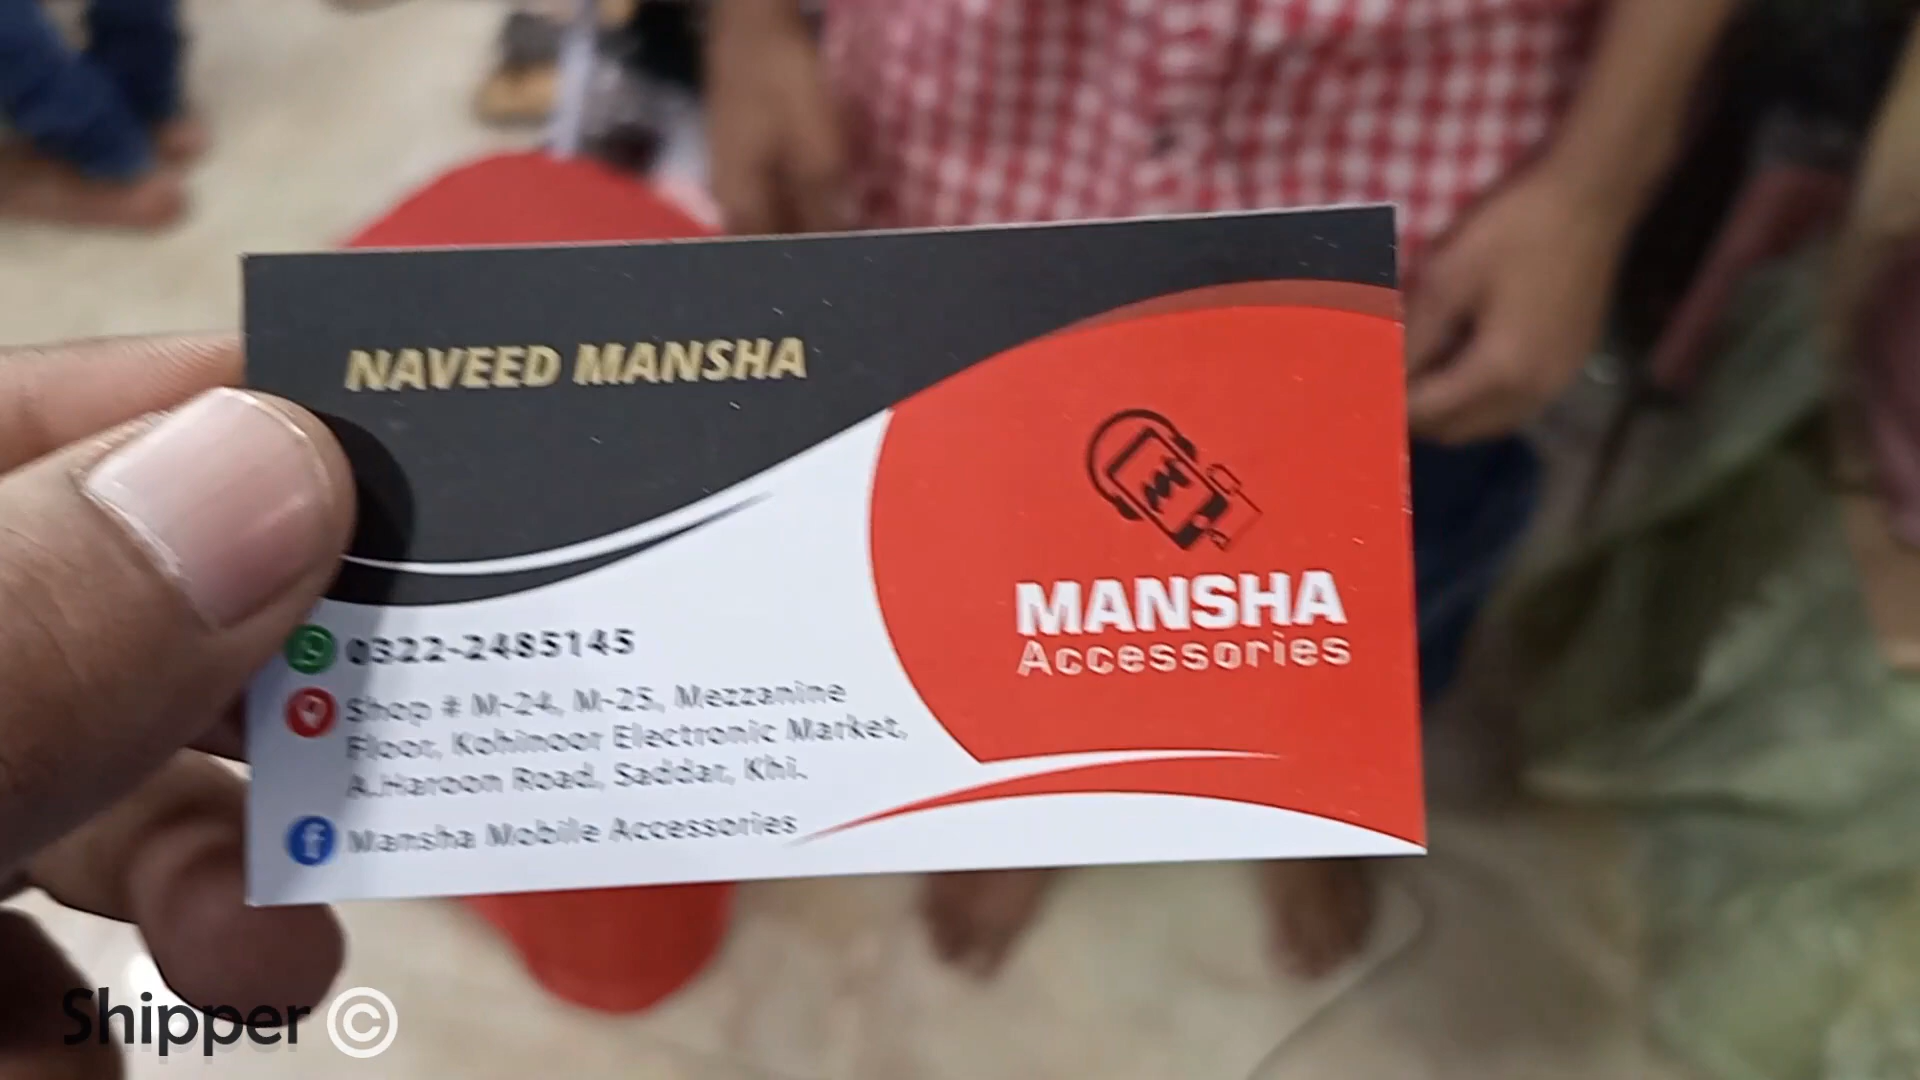 NAVEED MANSHA
MANSHA
Accessories
0322-2485145
Shop # M-24, M-25, Mezzanine
Floor, Kohinoor Electronic Market,
A.Haroon Road, Saddar, Khi.
Mansha Mobile Accessories
Shipper ©